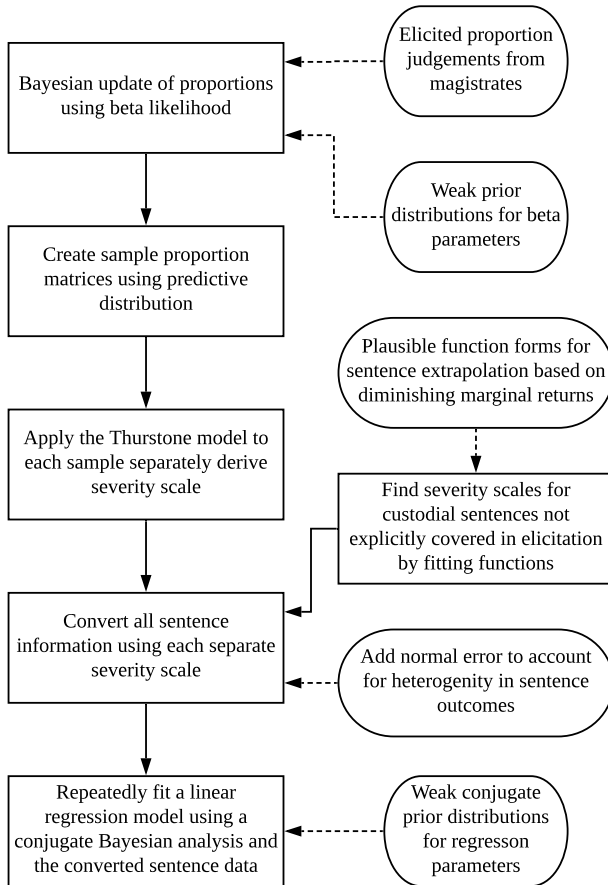 Elicited proportion
judgements from
magistrates
Bayesian update of proportions
using beta likelihood
Weak prior
distributions for beta
parameters
Create sample proportion
matrices using predictive
distribution
Plausible function forms for
sentence extrapolation based on
diminishing marginal returns
Apply the Thurstone model to
each sample separately derive
severity scale
Find severity scales for
custodial sentences not
explicitly covered in elicitation
by fitting functions
Convert all sentence
information using each separate
severity scale
Add normal error to account
for heterogenity in sentence
outcomes
Repeatedly fit a linear
regression model using a
conjugate Bayesian analysis and
the converted sentence data
Weak conjugate
prior distributions
for regresson
parameters